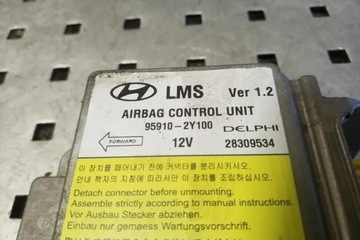 LMS Ver 1.2
AIRBAG CONTROL UNIT
95910-2Y100 DELPHI
FORWARD 12V 28309534
이 장치를 떼어내기 전에 커넥터를 분리시키시오.
안내 책자의 지침에 따라서만 이 장치를 조립하십시오.
Detach connector before unmounting.
Assemble strictly according to manual instructions.
Vor Ausbau Stecker abziehen.
Einbau nur gemaess Wartungsvorschrift.